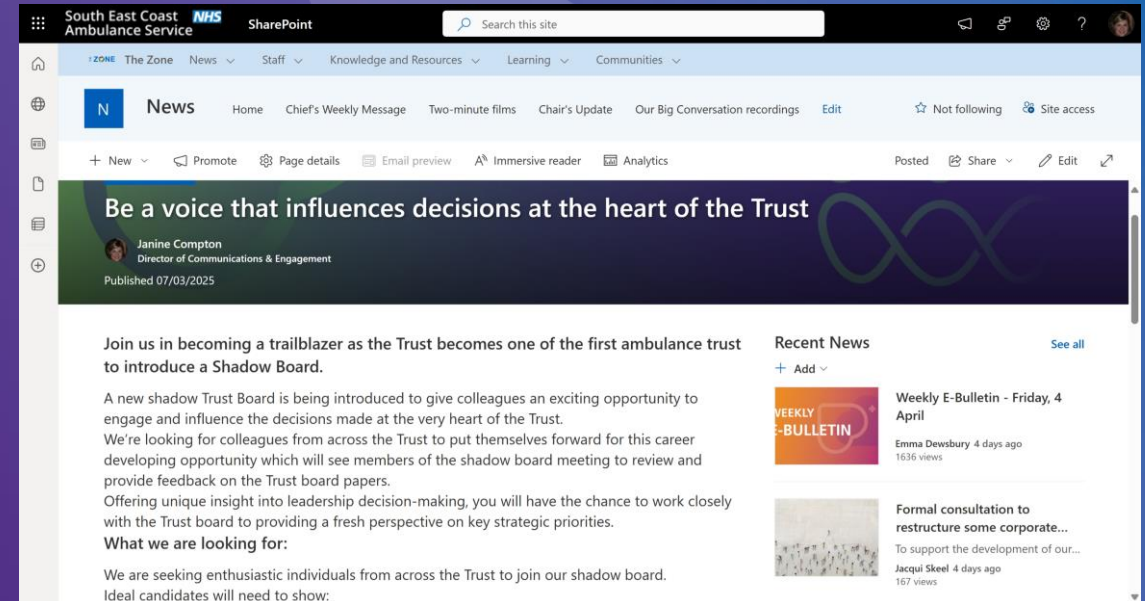 South East Coast NHS
Ambulance Service
SharePoint
Search this site
?
:ZONE The Zone News Staff Knowledge and Resources Learning Communities
N News Home Chief's Weekly Message Two-minute films Chair's Update Our Big Conversation recordings Edit Not following Site access
+ New Promote Page details Email preview Immersive reader Analytics Posted Share Edit
Be a voice that influences decisions at the heart of the Trust
Janine Compton
Director of Communications & Engagement
Published 07/03/2025
Join us in becoming a trailblazer as the Trust becomes one of the first ambulance trust
to introduce a Shadow Board.
A new shadow Trust Board is being introduced to give colleagues an exciting opportunity to
engage and influence the decisions made at the very heart of the Trust.
We're looking for colleagues from across the Trust to put themselves forward for this career
developing opportunity which will see members of the shadow board meeting to review and
provide feedback on the Trust board papers.
Offering unique insight into leadership decision-making, you will have the chance to work closely
with the Trust board to providing a fresh perspective on key strategic priorities.
What we are looking for:
We are seeking enthusiastic individuals from across the Trust to join our shadow board.
Ideal candidates will need to show:
Recent News
See all
+ Add
WEEKLY
E-BULLETIN
Weekly E-Bulletin - Friday, 4
April
Emma Dewsbury 4 days ago
1636 views
Formal consultation to
restructure some corporate...
To support the development of our...
Jacqui Skeel 4 days ago
167 views